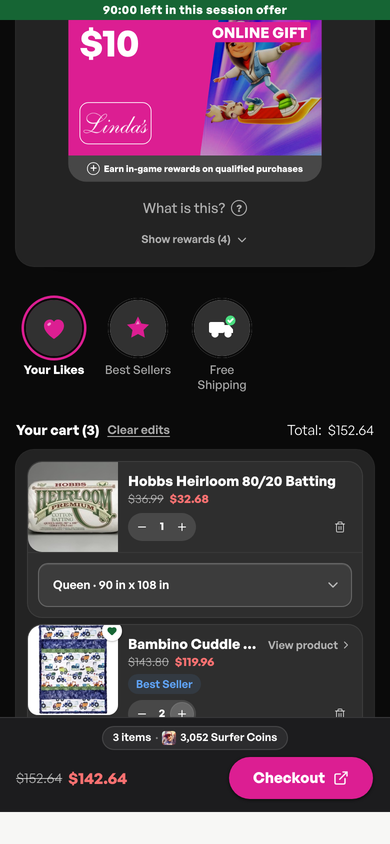 90:00 left in this session offer
ONLINE GIFT
$10
Linda's
Earn in-game rewards on qualified purchases
What is this? ?
Show rewards (4)
Your Likes
Best Sellers
Free
Shipping
Your cart (3) Clear edits
Total: $152.64
HOBBS
HEIRLOOM
PREMIUM
COTTON
BATTING
Hobbs Heirloom 80/20 Batting
$36.99 $32.68
− 1 +
Queen · 90 in x 108 in
Bambino Cuddle ... View product >
$143.80 $119.96
Best Seller
− 2 +
3 items · 3,052 Surfer Coins
$152.64 $142.64
Checkout